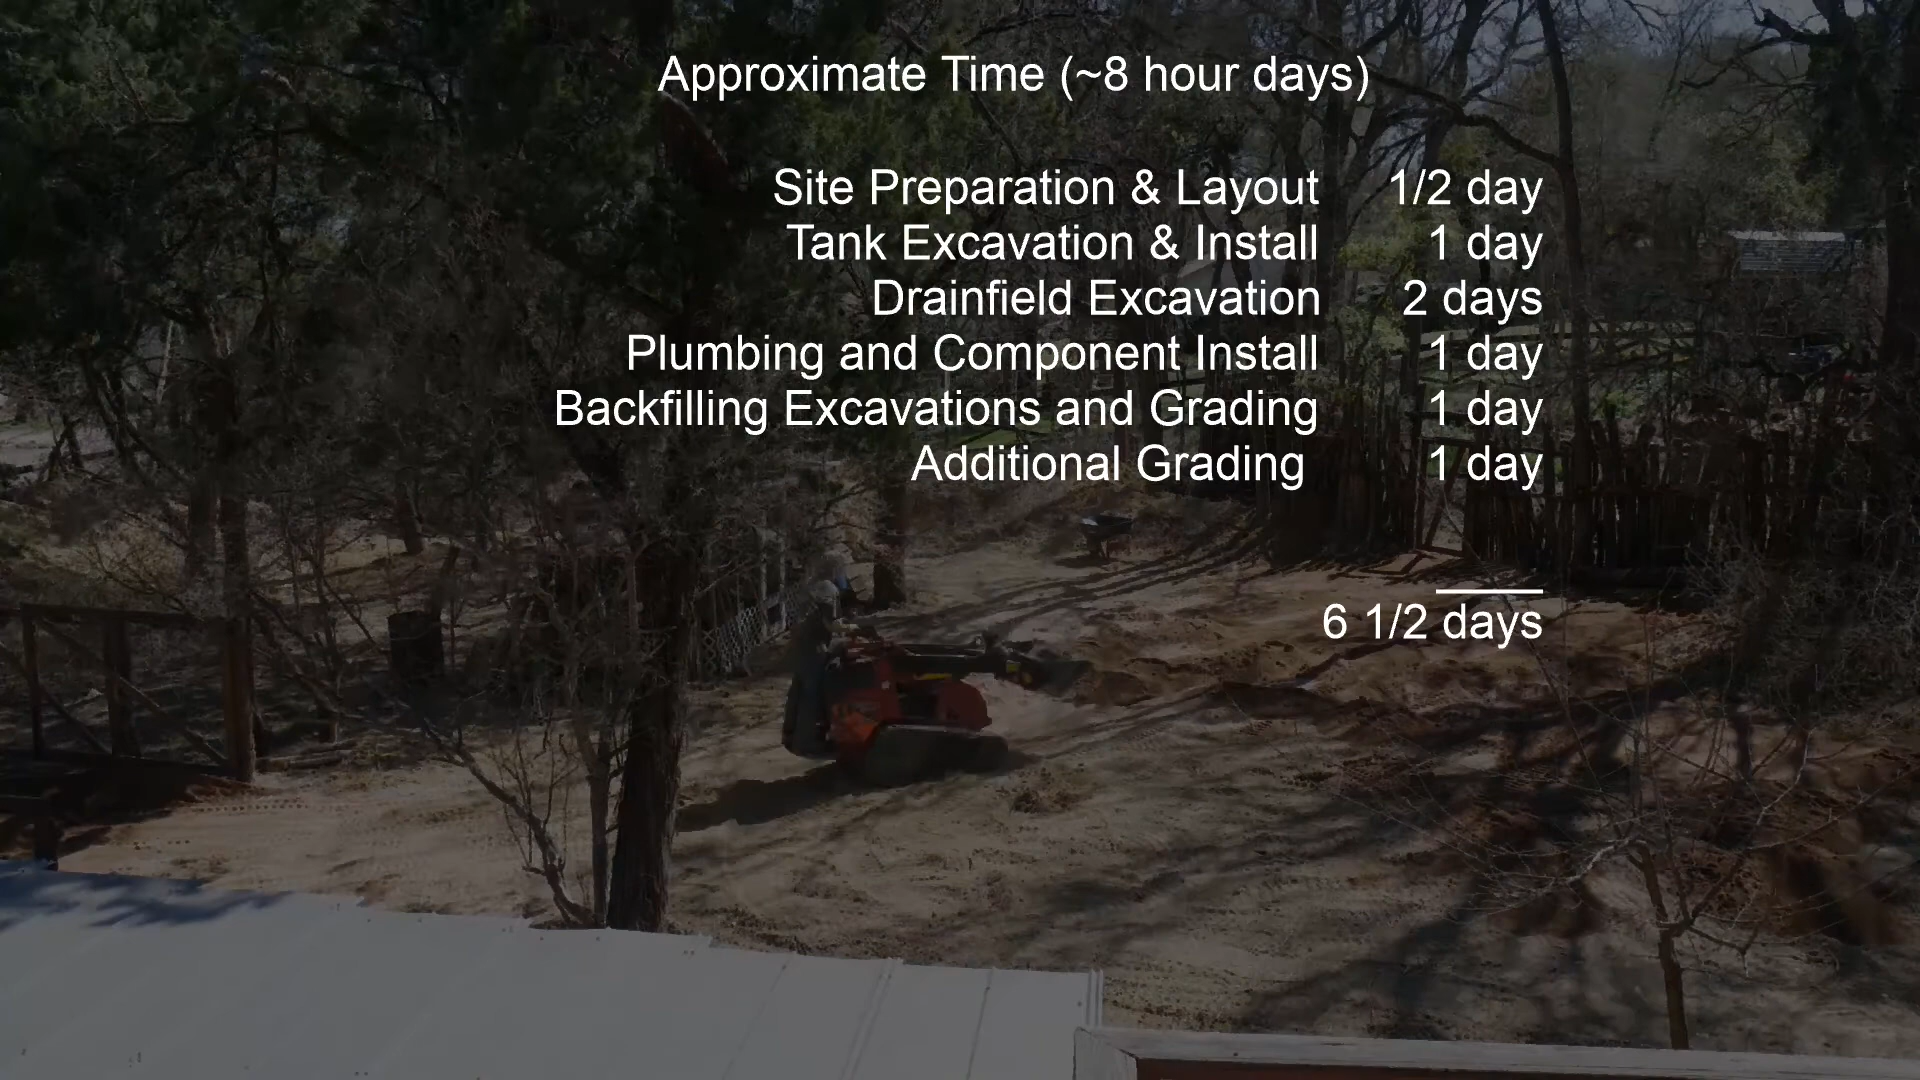 Approximate Time (~8 hour days)
Site Preparation & Layout 1/2 day
Tank Excavation & Install 1 day
Drainfield Excavation 2 days
Plumbing and Component Install 1 day
Backfilling Excavations and Grading 1 day
Additional Grading 1 day
6 1/2 days